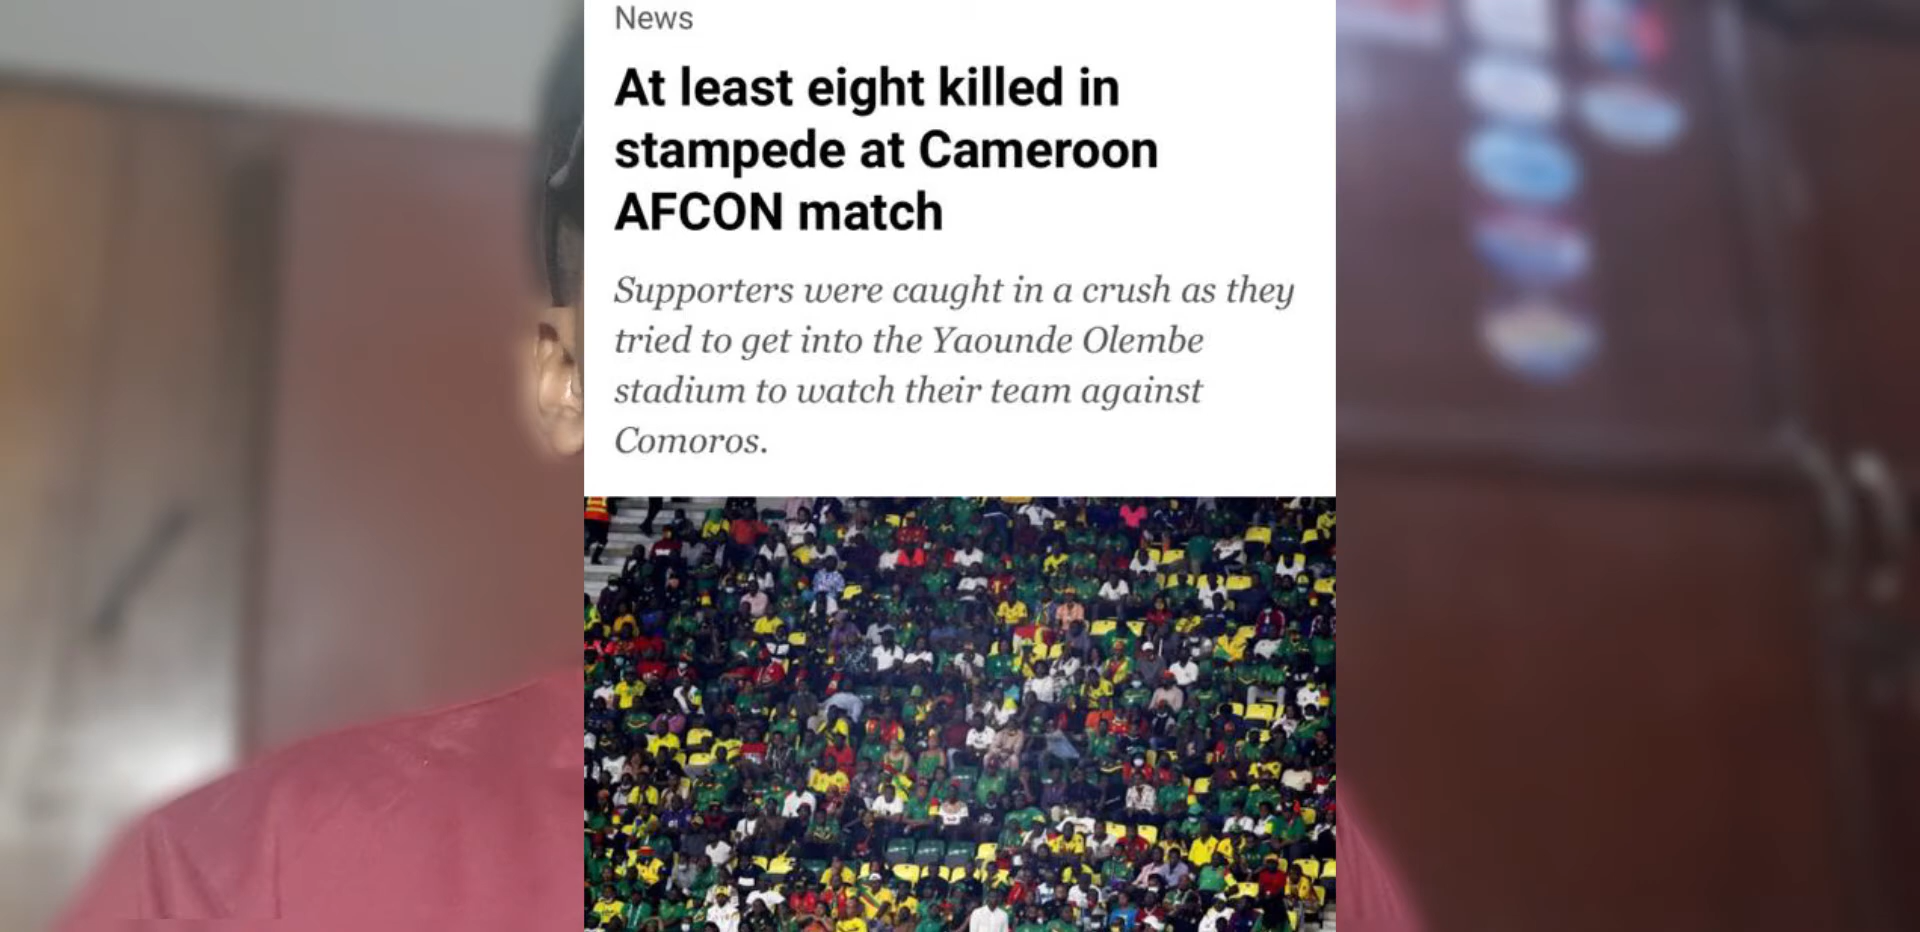 News
At least eight killed in
stampede at Cameroon
AFCON match
Supporters were caught in a crush as they
tried to get into the Yaounde Olembe
stadium to watch their team against
Comoros.